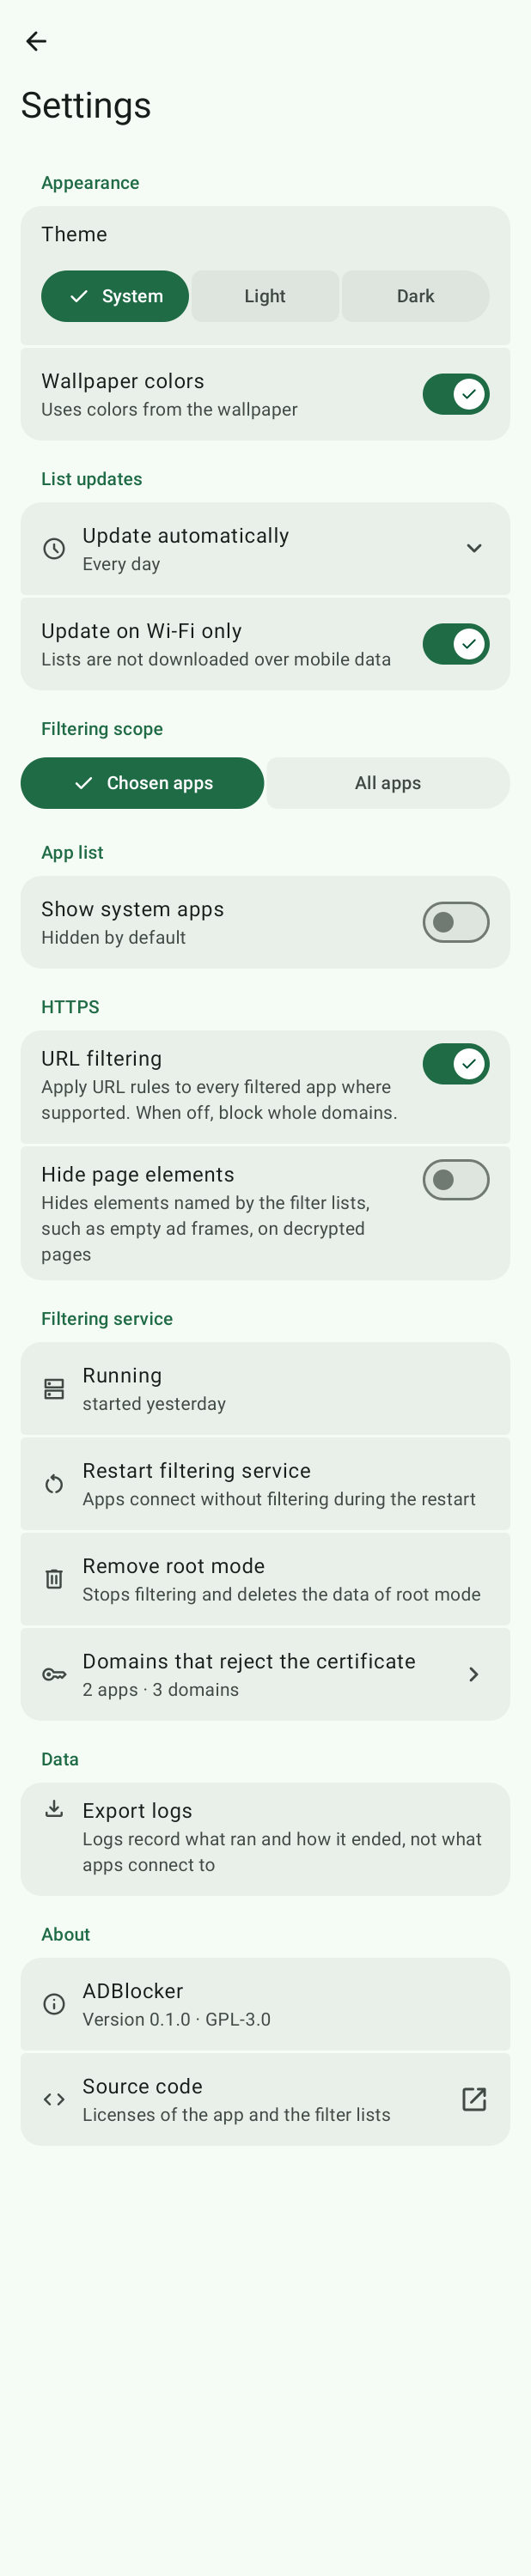 Settings
Appearance
Theme
System
Light
Dark
Wallpaper colors
Uses colors from the wallpaper
List updates
Update automatically
Every day
Update on Wi-Fi only
Lists are not downloaded over mobile data
Filtering scope
Chosen apps
All apps
App list
Show system apps
Hidden by default
HTTPS
URL filtering
Apply URL rules to every filtered app where
supported. When off, block whole domains.
Hide page elements
Hides elements named by the filter lists,
such as empty ad frames, on decrypted
pages
Filtering service
Running
started yesterday
Restart filtering service
Apps connect without filtering during the restart
Remove root mode
Stops filtering and deletes the data of root mode
Domains that reject the certificate
2 apps · 3 domains
Data
Export logs
Logs record what ran and how it ended, not what
apps connect to
About
ADBlocker
Version 0.1.0 · GPL-3.0
Source code
Licenses of the app and the filter lists